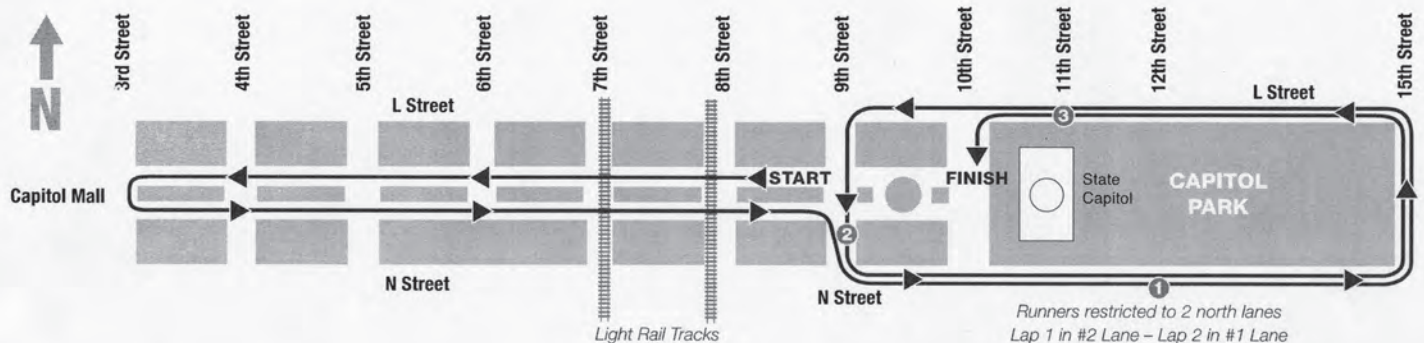 3rd Street
4th Street
5th Street
6th Street
7th Street
8th Street
9th Street
10th Street
11th Street
12th Street
15th Street
N
L Street
L Street
3
START
FINISH
State
Capitol
CAPITOL
PARK
Capitol Mall
2
N Street
N Street
1
Light Rail Tracks
Runners restricted to 2 north lanes
Lap 1 in #2 Lane – Lap 2 in #1 Lane